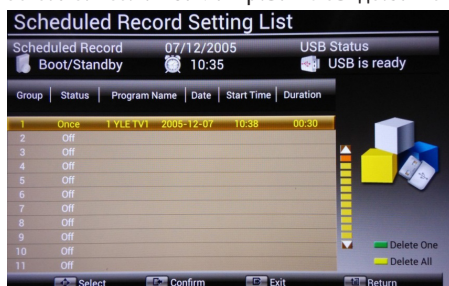 Scheduled Record Setting List
Scheduled Record 07/12/2005 USB Status
Boot/Standby 10:35 USB is ready
Group Status Program Name Date Start Time Duration
1 Once 1 YLE TV1 2005-12-07 10:38 00:30
2 Off
3 Off
4 Off
5 Off
6 Off
7 Off
8 Off
9 Off
10 Off
11 Off
Delete One
Delete All
Select Confirm Exit Return